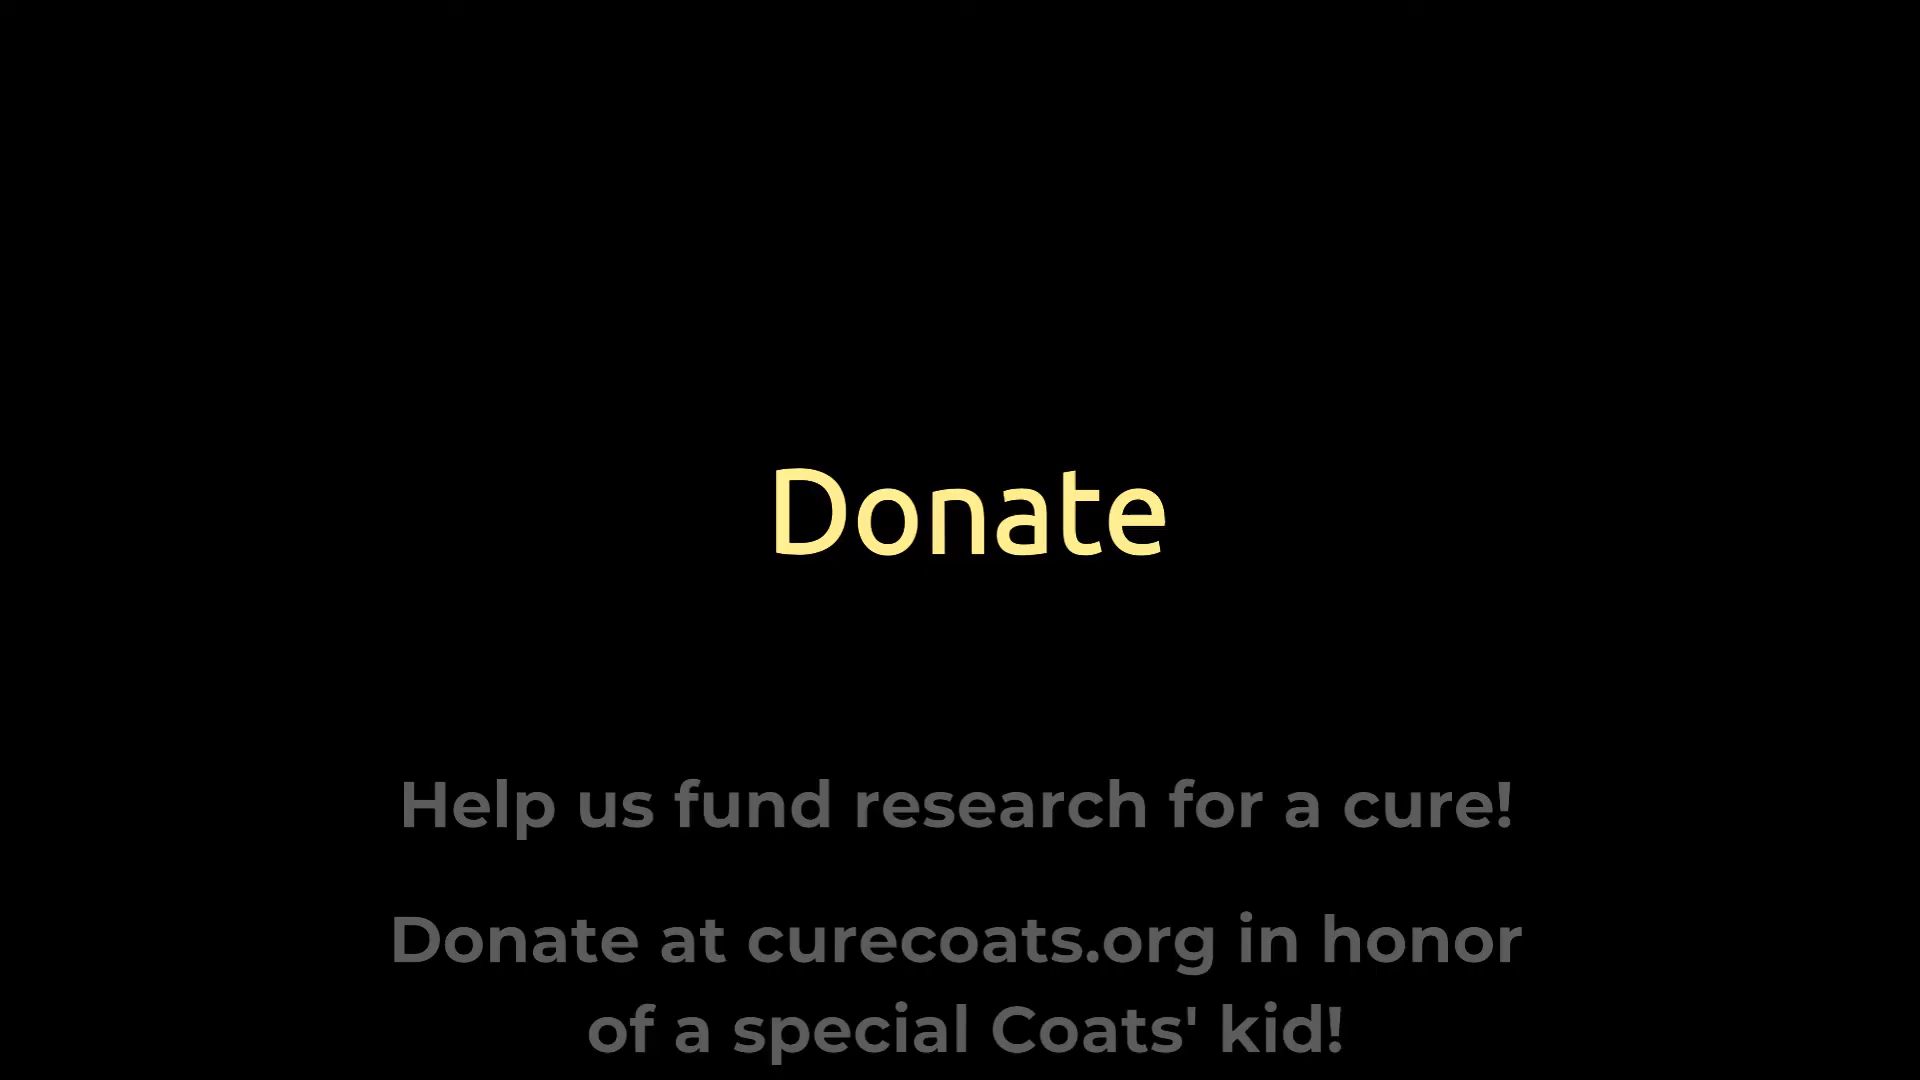 Donate
Help us fund research for a cure!
Donate at curecoats.org in honor
of a special Coats' kid!